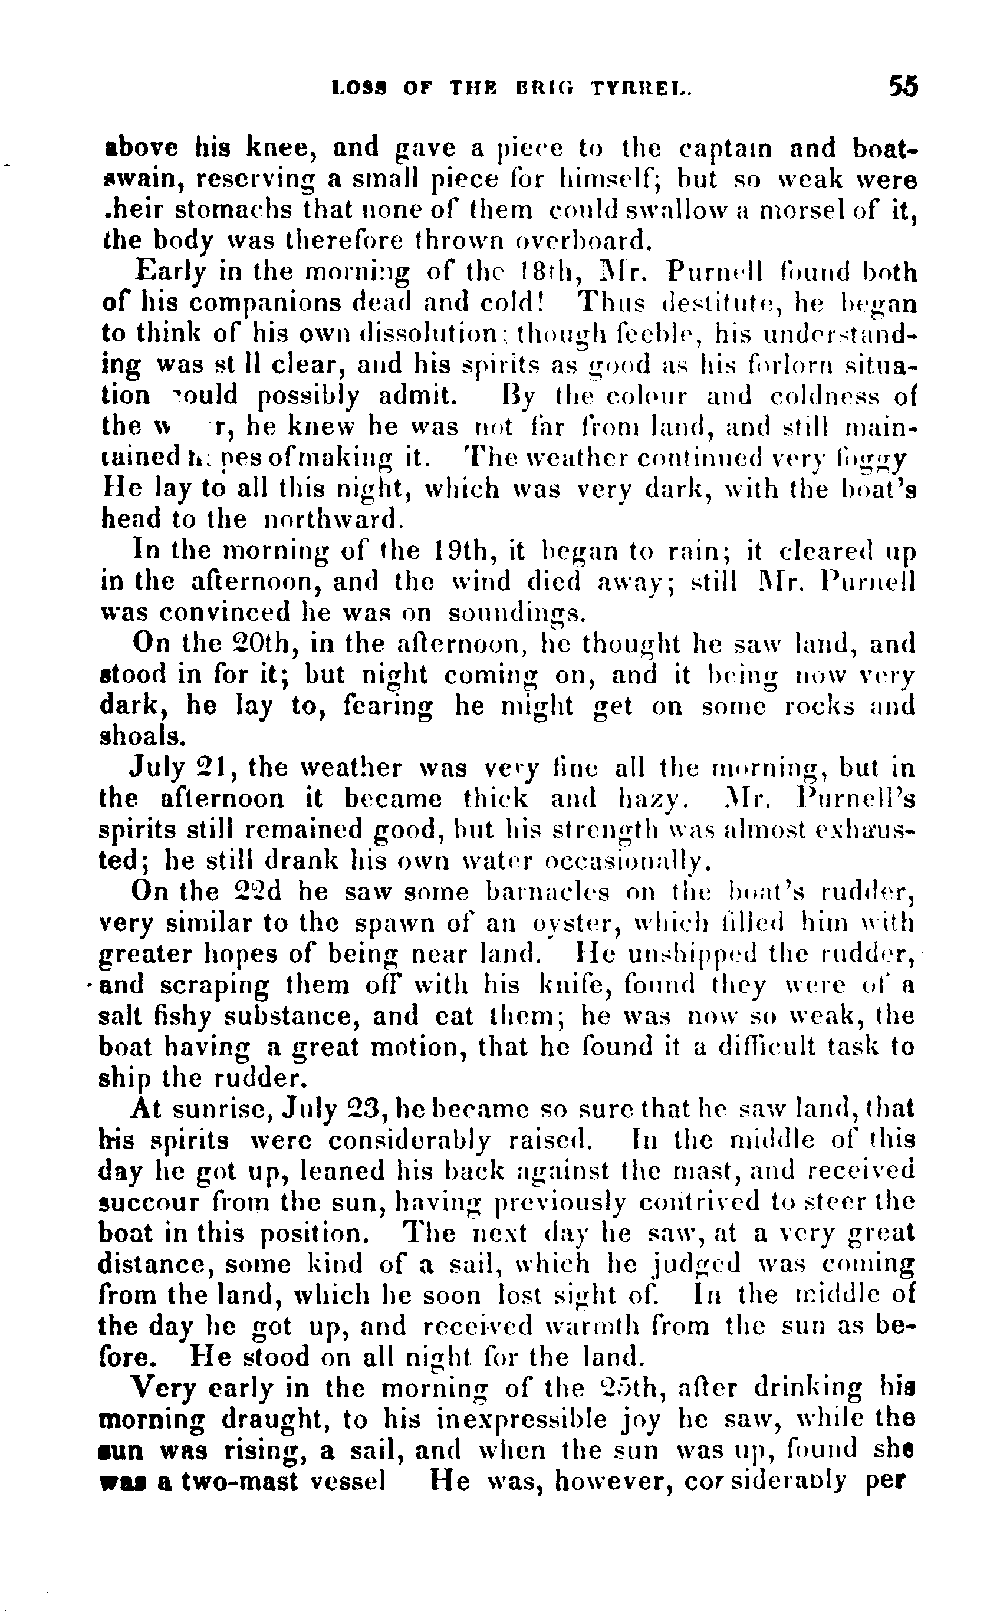 LOSS OF THE BRIG TYRREL. 55
above his knee, and gave a piece to the captain and boat-
swain, reserving a small piece for himself; but so weak were
.heir stomachs that none of them could swallow a morsel of it,
the body was therefore thrown overboard.
Early in the morning of the 18th, Mr. Purnell found both
of his companions dead and cold! Thus destitute, he began
to think of his own dissolution; though feeble, his understand-
ing was st ll clear, and his spirits as good as his forlorn situa-
tion could possibly admit. By the colour and coldness of
the w r, he knew he was not far from land, and still main-
tained h pes of making it. The weather continued very foggy
He lay to all this night, which was very dark, with the boat's
head to the northward.
In the morning of the 19th, it began to rain; it cleared up
in the afternoon, and the wind died away; still Mr. Purnell
was convinced he was on soundings.
On the 20th, in the afternoon, he thought he saw land, and
stood in for it; but night coming on, and it being now very
dark, he lay to, fearing he might get on some rocks and
shoals.
July 21, the weather was very fine all the morning, but in
the afternoon it became thick and hazy. Mr. Purnell's
spirits still remained good, but his strength was almost exhaus-
ted; he still drank his own water occasionally.
On the 22d he saw some barnacles on the boat's rudder,
very similar to the spawn of an oyster, which filled him with
greater hopes of being near land. He unshipped the rudder,
and scraping them off with his knife, found they were of a
salt fishy substance, and eat them; he was now so weak, the
boat having a great motion, that he found it a difficult task to
ship the rudder.
At sunrise, July 23, he became so sure that he saw land, that
his spirits were considerably raised. In the middle of this
day he got up, leaned his back against the mast, and received
succour from the sun, having previously contrived to steer the
boat in this position. The next day he saw, at a very great
distance, some kind of a sail, which he judged was coming
from the land, which he soon lost sight of. In the middle of
the day he got up, and received warmth from the sun as be-
fore. He stood on all night for the land.
Very early in the morning of the 25th, after drinking his
morning draught, to his inexpressible joy he saw, while the
sun was rising, a sail, and when the sun was up, found she
was a two-mast vessel He was, however, considerably per